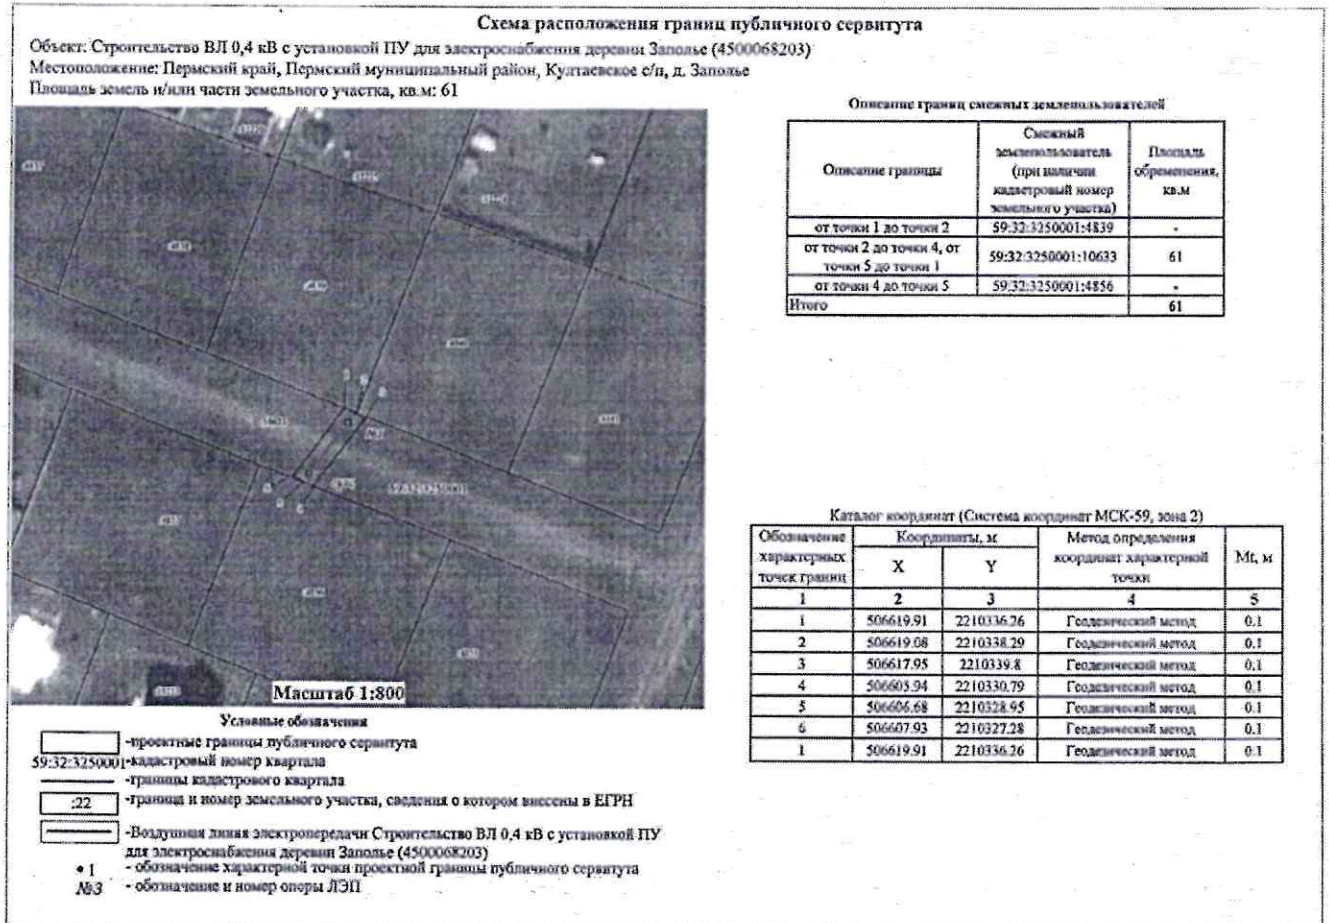 Схема расположения границ публичного сервитута
Объект: Строительство ВЛ 0,4 кВ с установкой ПУ для электроснабжения деревни Заполье (4500068203)
Местоположение: Пермский край, Пермский муниципальный район, Култаевское с/п, д. Заполье
Площадь земель и/или части земельного участка, кв.м: 61
Описание границ смежных землепользователей
Описание границы
Смежный землепользователь (при наличии кадастровый номер земельного участка)
Площадь обременения, кв.м
от точки 1 до точки 2 59:32:3250001:4839 -
от точки 2 до точки 4, от точки 5 до точки 1 59:32:3250001:10633 61
от точки 4 до точки 5 59:32:3250001:4856 -
Итого 61
59:32:3250001
Масштаб 1:800
Каталог координат (Система координат МСК-59, зона 2)
Обозначение характерных точек границ
Координаты, м
X Y
Метод определения координат характерной точки
Mt, м
1 2 3 4 5
1 506619.91 2210336.26 Геодезический метод 0.1
2 506619.08 2210338.29 Геодезический метод 0.1
3 506617.95 2210339.8 Геодезический метод 0.1
4 506605.94 2210330.79 Геодезический метод 0.1
5 506606.68 2210328.95 Геодезический метод 0.1
6 506607.93 2210327.28 Геодезический метод 0.1
1 506619.91 2210336.26 Геодезический метод 0.1
Условные обозначения
-проектные границы публичного сервитута
59:32:3250001 -кадастровый номер квартала
-границы кадастрового квартала
:22 -граница и номер земельного участка, сведения о котором внесены в ЕГРН
-Воздушная линия электропередачи Строительство ВЛ 0,4 кВ с установкой ПУ
для электроснабжения деревни Заполье (4500068203)
• 1 - обозначение характерной точки проектной границы публичного сервитута
№3 - обозначение и номер опоры ЛЭП